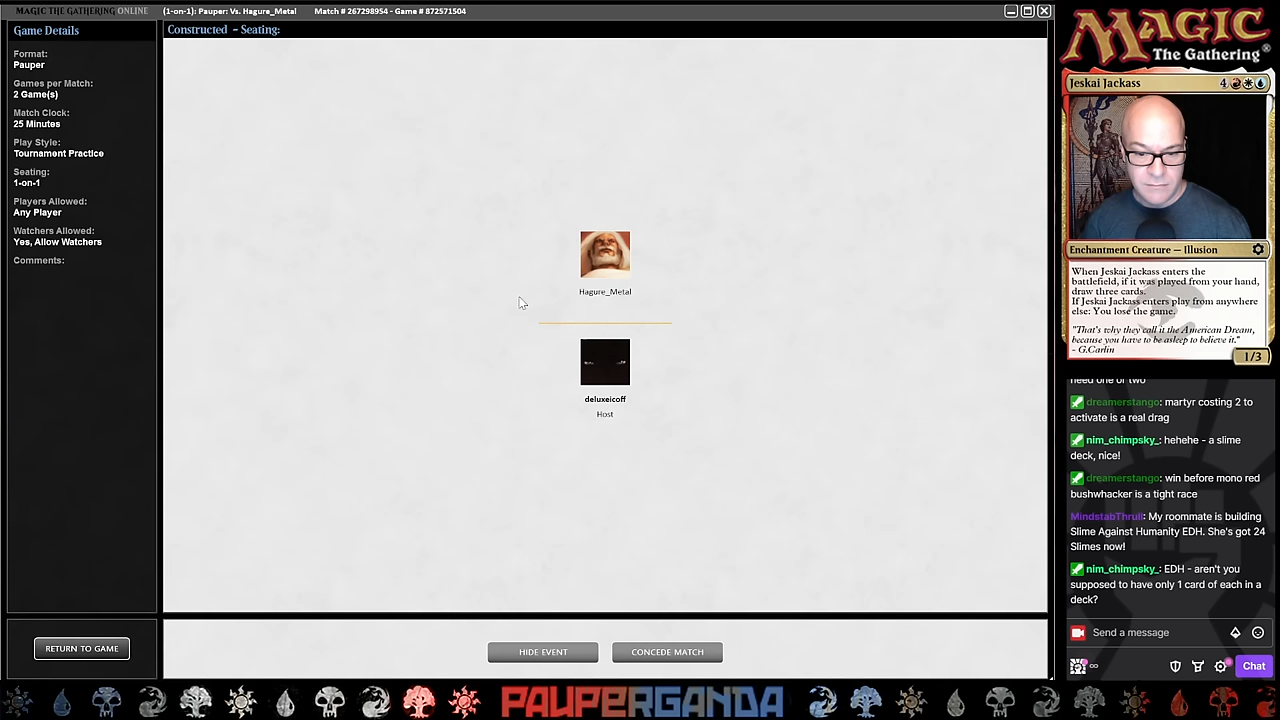 MAGIC THE GATHERING ONLINE
(1-on-1): Pauper: Vs. Hagure_Metal Match # 267298954 - Game # 872571504
Game Details
Format:
Pauper
Games per Match:
2 Game(s)
Match Clock:
25 Minutes
Play Style:
Tournament Practice
Seating:
1-on-1
Players Allowed:
Any Player
Watchers Allowed:
Yes, Allow Watchers
Comments:
RETURN TO GAME
Constructed - Seating:
Hagure_Metal
deluxeicoff
Host
HIDE EVENT
CONCEDE MATCH
MAGIC
The Gathering®
Jeskai Jackass 4
Enchantment Creature — Illusion
When Jeskai Jackass enters the
battlefield, if it was played from your hand,
draw three cards.
If Jeskai Jackass enters play from anywhere
else: You lose the game.
"That's why they call it the American Dream,
because you have to be asleep to believe it."
- G.Carlin
1/3
need one or two
dreamerstango: martyr costing 2 to
activate is a real drag
nim_chimpsky_: hehehe - a slime
deck, nice!
dreamerstango: win before mono red
bushwhacker is a tight race
MindstabThrull: My roommate is building
Slime Against Humanity EDH. She's got 24
Slimes now!
nim_chimpsky_: EDH - aren't you
supposed to have only 1 card of each in a
deck?
Send a message
∞
Chat
PAUPERGANDA